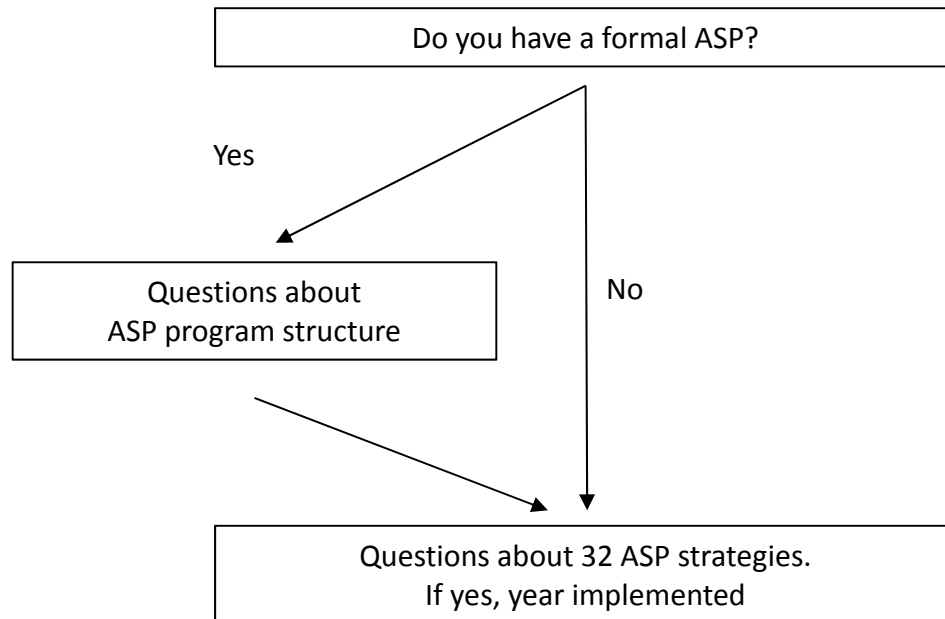 Do you have a formal ASP?
Yes
Questions about
ASP program structure
No
Questions about 32 ASP strategies.
If yes, year implemented